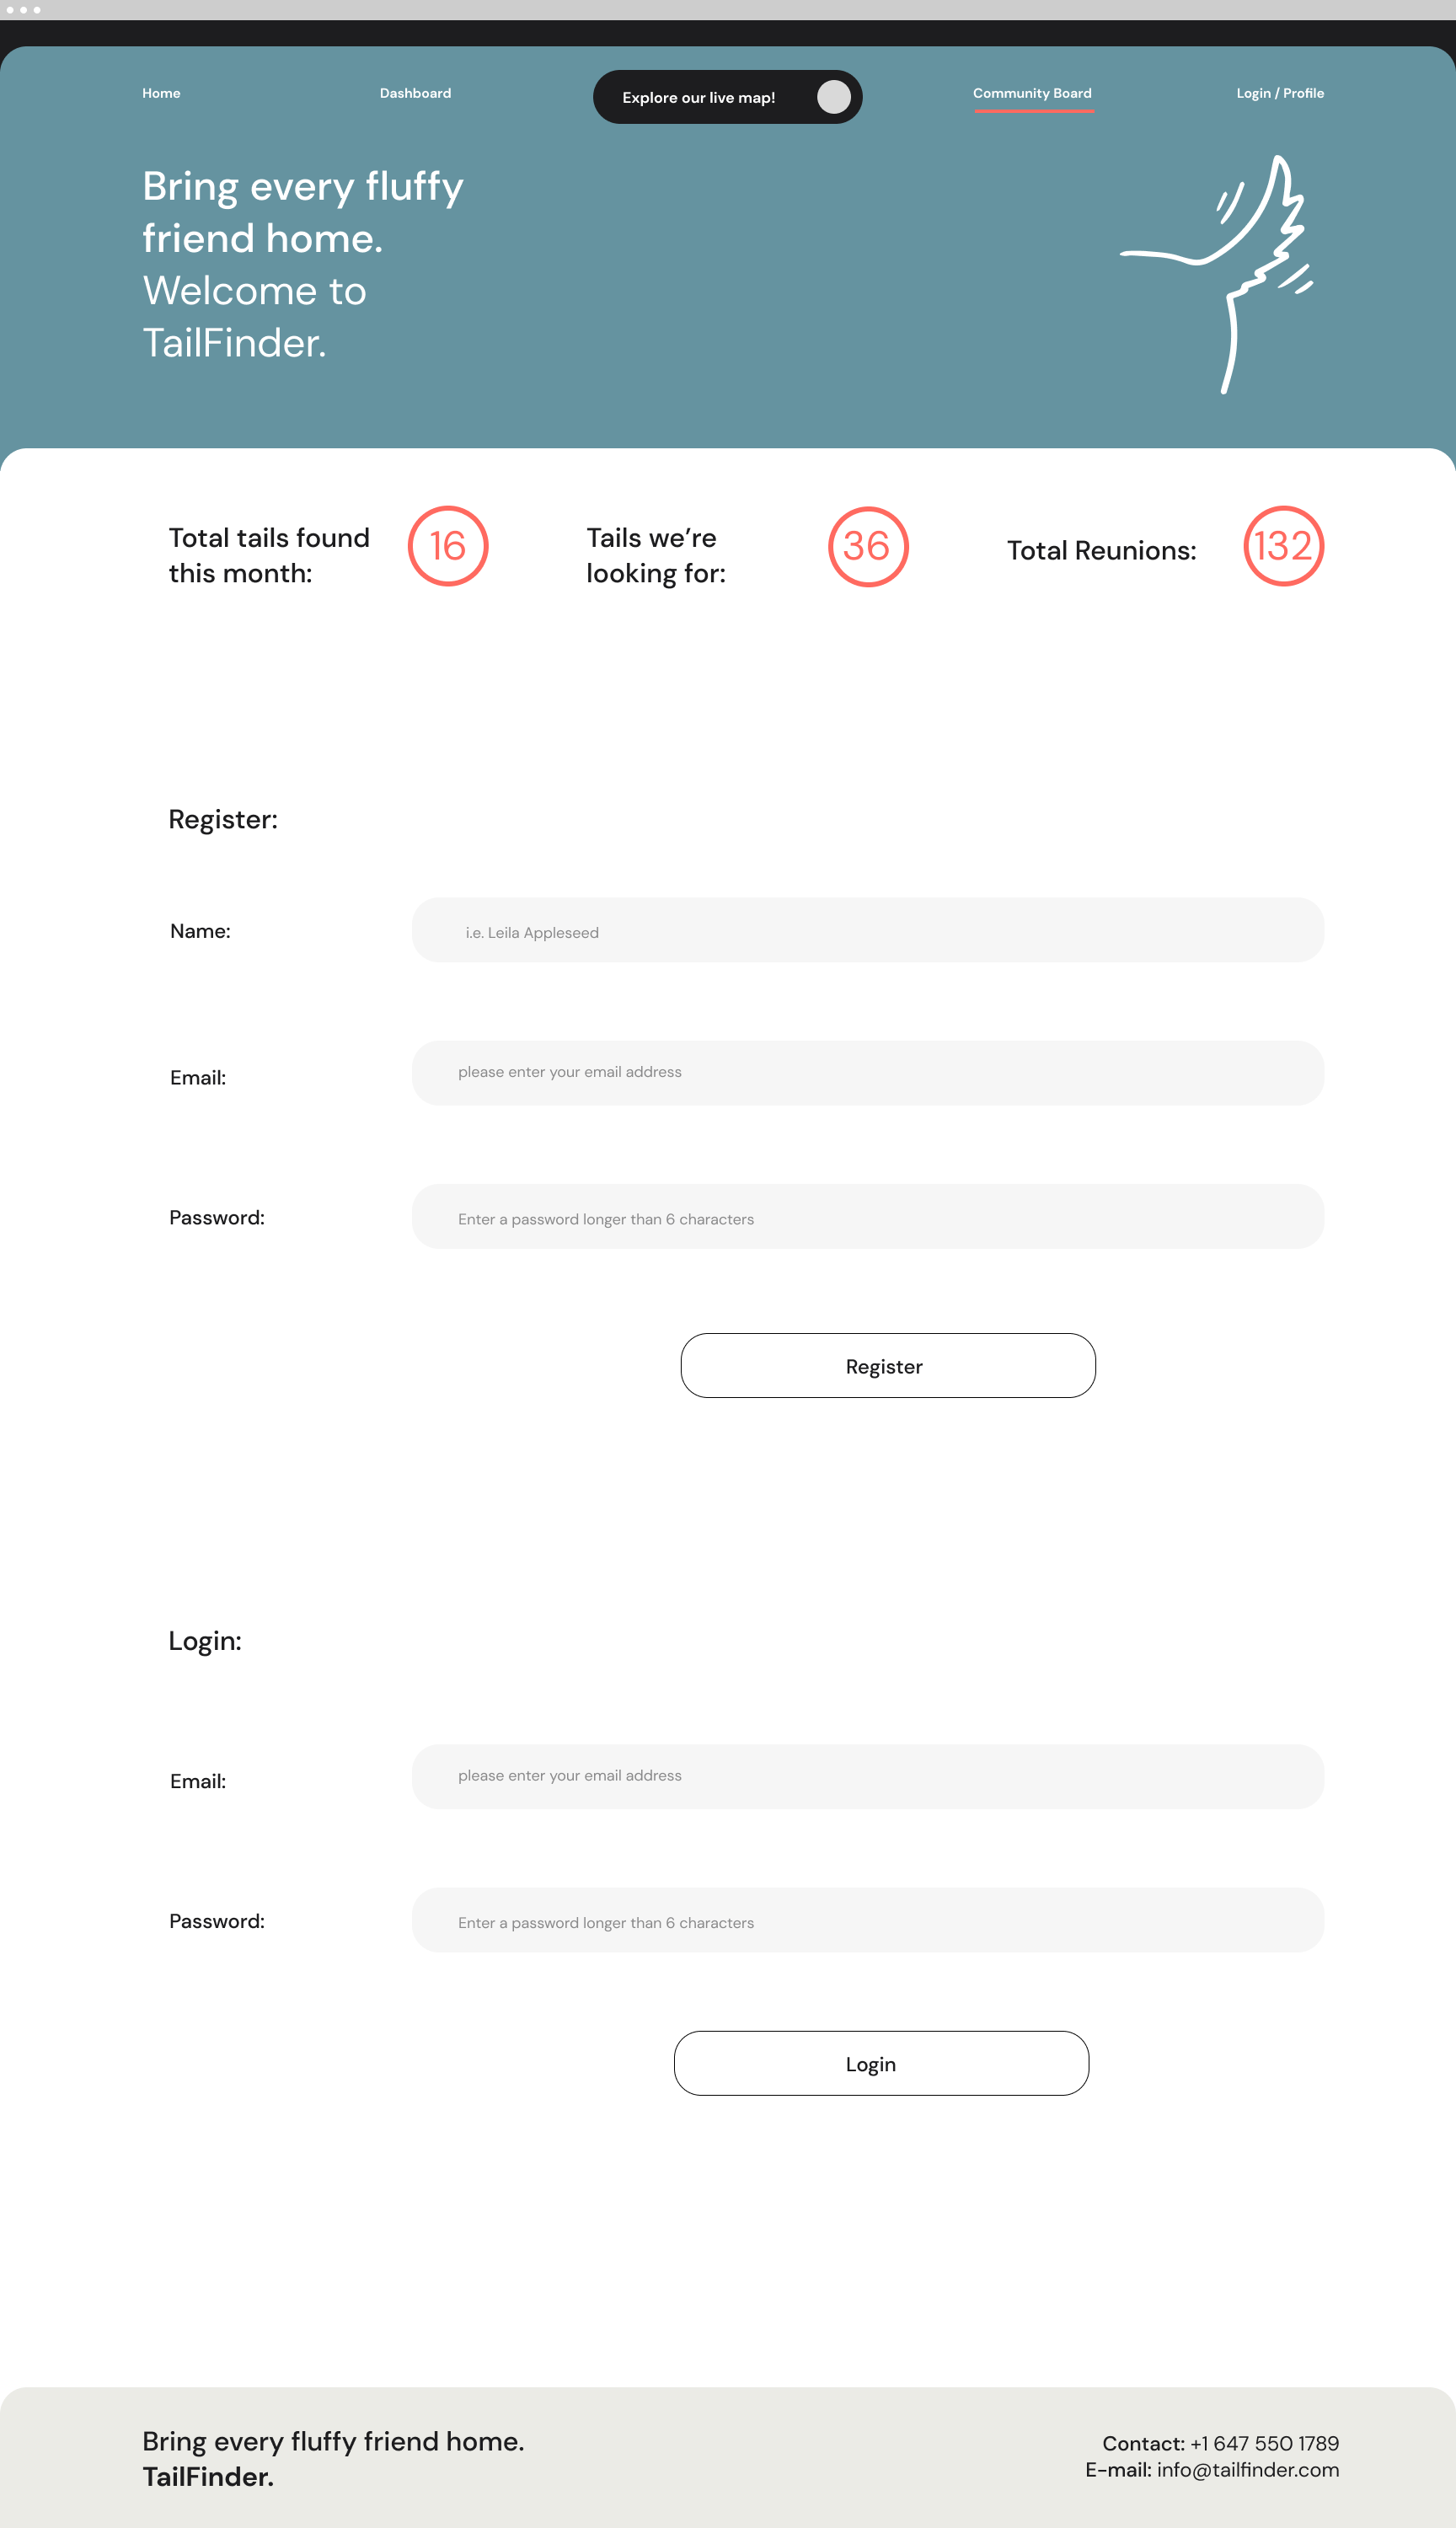 Home
Dashboard
Explore our live map!
Community Board
Login / Profile
Bring every fluffy
friend home.
Welcome to
TailFinder.
Total tails found
this month:
16
Tails we’re
looking for:
36
Total Reunions:
132
Register:
Name:
i.e. Leila Appleseed
Email:
please enter your email address
Password:
Enter a password longer than 6 characters
Register
Login:
Email:
please enter your email address
Password:
Enter a password longer than 6 characters
Login
Bring every fluffy friend home.
TailFinder.
Contact: +1 647 550 1789
E-mail: info@tailfinder.com